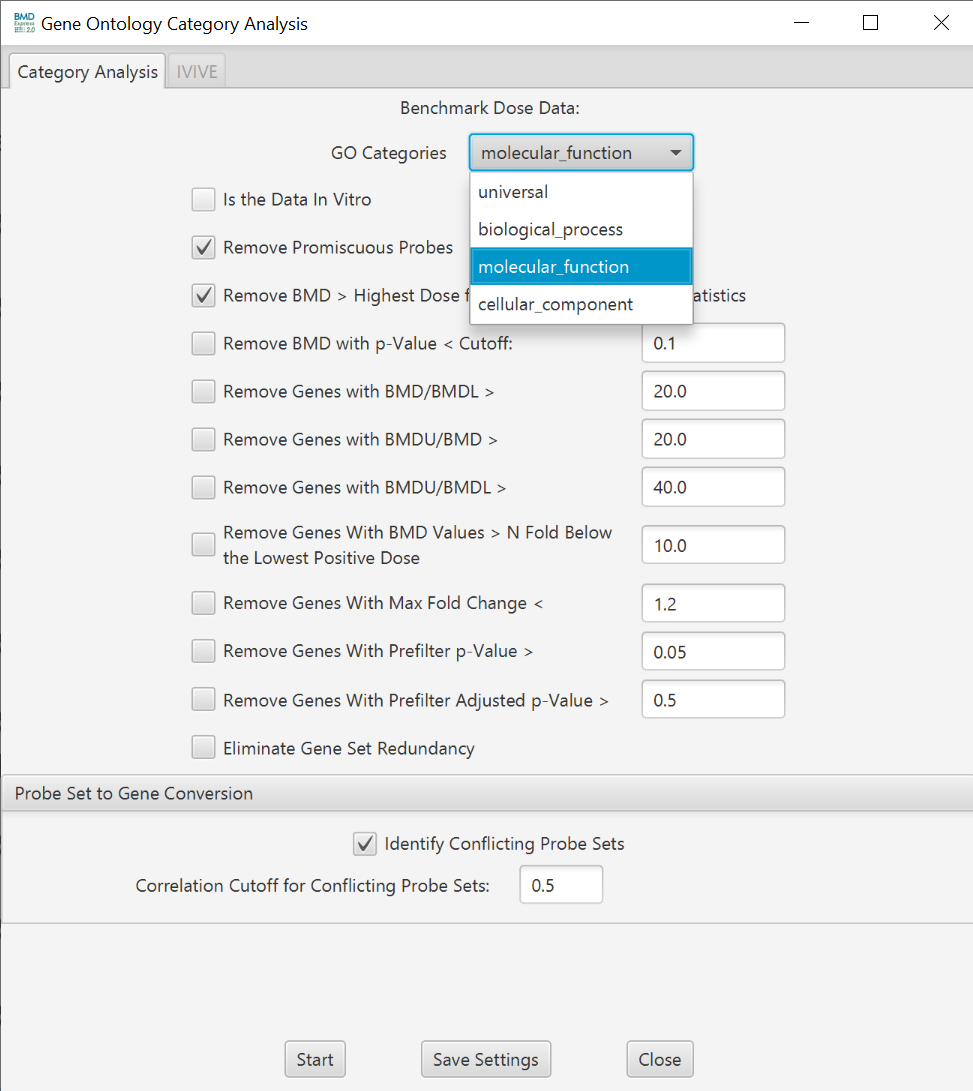 BMD Express 2.0 Gene Ontology Category Analysis
Category Analysis IVIVE
Benchmark Dose Data:
GO Categories molecular_function
universal
biological_process
molecular_function
cellular_component
Is the Data In Vitro
Remove Promiscuous Probes
Remove BMD > Highest Dose atistics
Remove BMD with p-Value < Cutoff: 0.1
Remove Genes with BMD/BMDL > 20.0
Remove Genes with BMDU/BMD > 20.0
Remove Genes with BMDU/BMDL > 40.0
Remove Genes With BMD Values > N Fold Below
the Lowest Positive Dose 10.0
Remove Genes With Max Fold Change < 1.2
Remove Genes With Prefilter p-Value > 0.05
Remove Genes With Prefilter Adjusted p-Value > 0.5
Eliminate Gene Set Redundancy
Probe Set to Gene Conversion
Identify Conflicting Probe Sets
Correlation Cutoff for Conflicting Probe Sets: 0.5
Start Save Settings Close